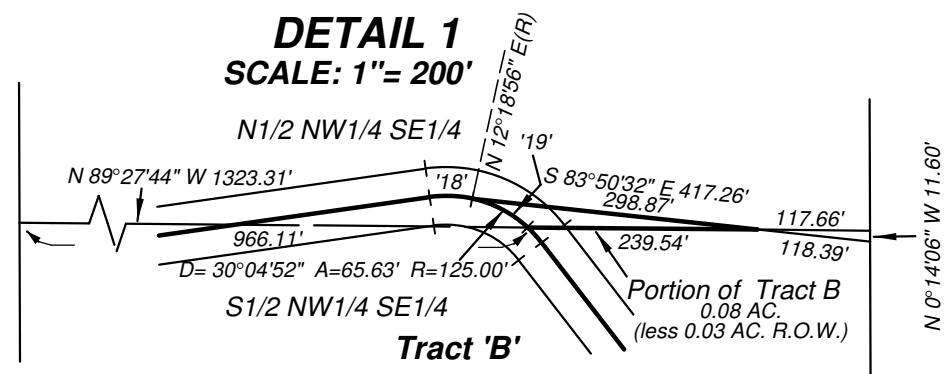 DETAIL 1
SCALE: 1"= 200'
N 12°18'56" E(R)
N1/2 NW1/4 SE1/4
'19'
N 89°27'44" W 1323.31'
'18'
S 83°50'32" E 417.26'
298.87'
117.66'
966.11'
239.54'
118.39'
N 0°14'06" W 11.60'
D= 30°04'52" A=65.63' R=125.00'
S1/2 NW1/4 SE1/4
Portion of Tract B
0.08 AC.
(less 0.03 AC. R.O.W.)
Tract 'B'